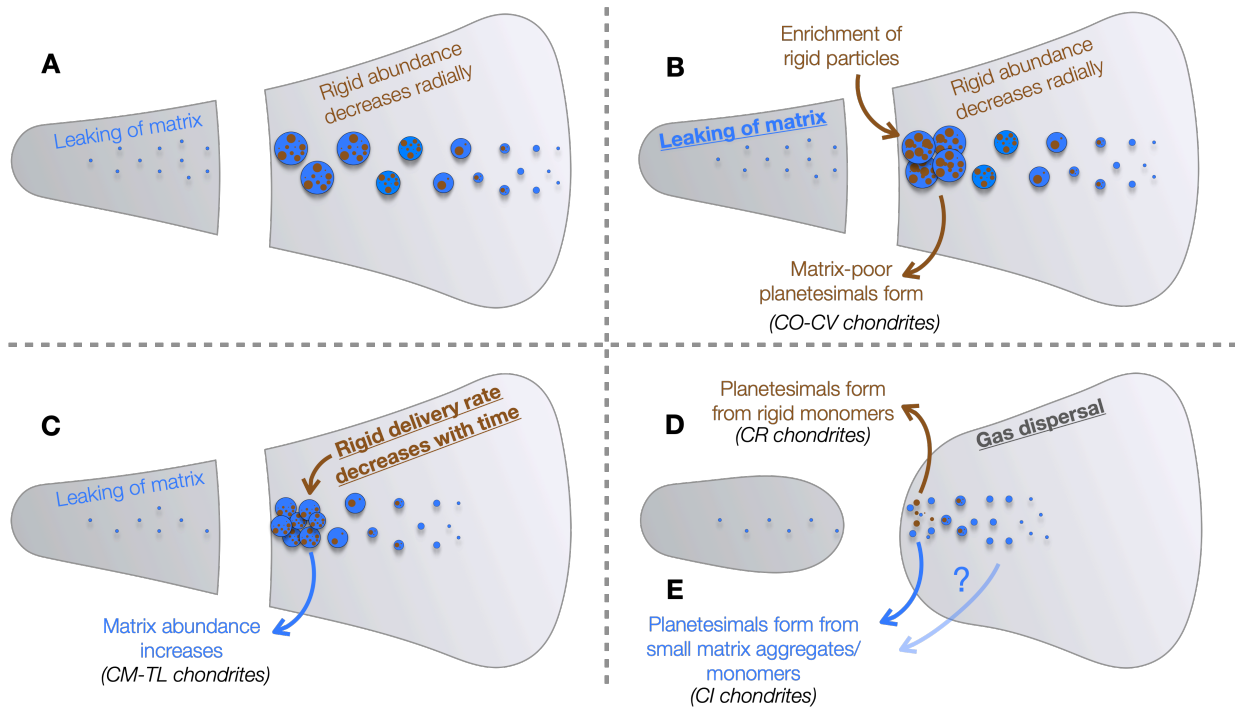 A
Leaking of matrix
Rigid abundance
decreases radially
B
Enrichment of
rigid particles
Leaking of matrix
Rigid abundance
decreases radially
Matrix-poor
planetesimals form
(CO-CV chondrites)
C
Leaking of matrix
Rigid delivery rate
decreases with time
Matrix abundance
increases
(CM-TL chondrites)
D
Planetesimals form
from rigid monomers
(CR chondrites)
Gas dispersal
E
?
Planetesimals form from
small matrix aggregates/
monomers
(CI chondrites)